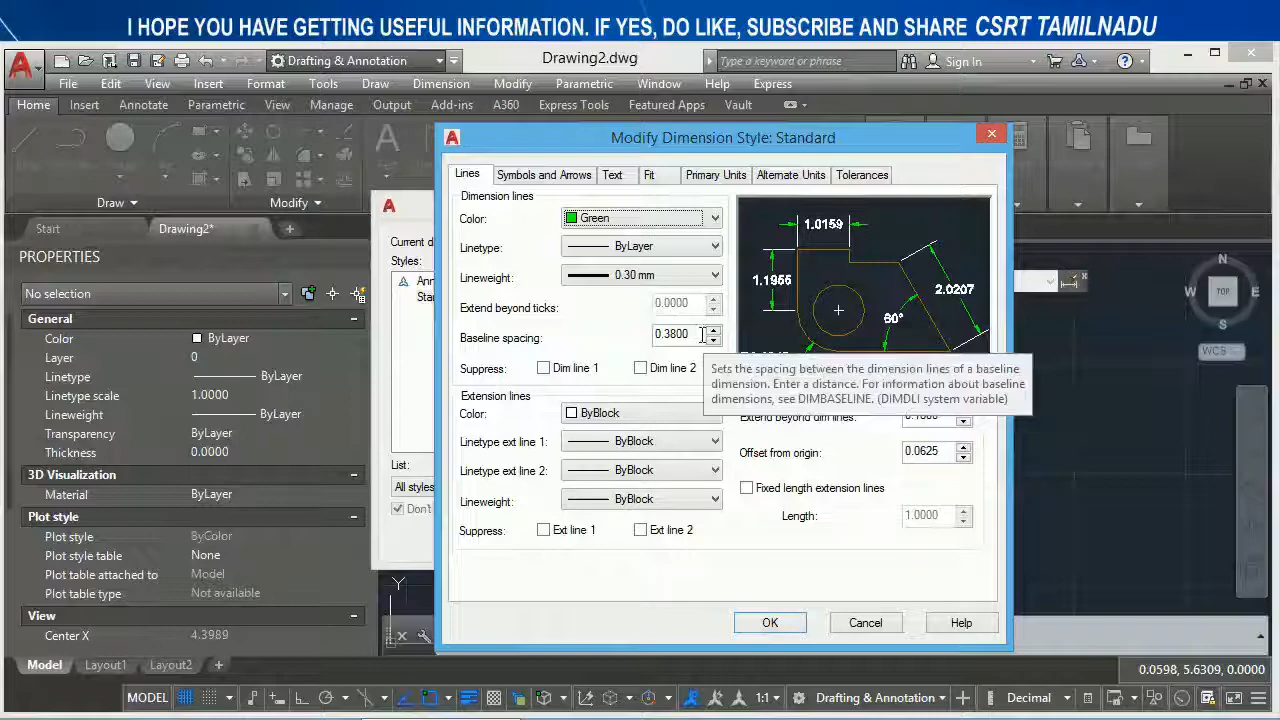 I HOPE YOU HAVE GETTING USEFUL INFORMATION. IF YES, DO LIKE, SUBSCRIBE AND SHARE CSRT TAMILNADU
Drafting & Annotation
Drawing2.dwg
Type a keyword or phrase
Sign In
File Edit View Insert Format Tools Draw Dimension Modify Parametric Window Help Express
Home Insert Annotate Parametric View Manage Output Add-ins A360 Express Tools Featured Apps Vault
Draw Modify
Start Drawing2*
PROPERTIES
No selection
General
Color ByLayer
Layer 0
Linetype ByLayer
Linetype scale 1.0000
Lineweight ByLayer
Transparency ByLayer
Thickness 0.0000
3D Visualization
Material ByLayer
Plot style
Plot style ByColor
Plot style table None
Plot table attached to Model
Plot table type Not available
View
Center X 4.3989
Current d
Styles:
List:
All styles
Modify Dimension Style: Standard
Lines Symbols and Arrows Text Fit Primary Units Alternate Units Tolerances
Dimension lines
Color: Green
Linetype: ByLayer
Lineweight: 0.30 mm
Extend beyond ticks: 0.0000
Baseline spacing: 0.3800
Suppress: Dim line 1 Dim line 2
1.0159
1.1955
2.0207
60°
Sets the spacing between the dimension lines of a baseline
dimension. Enter a distance. For information about baseline
dimensions, see DIMBASELINE. (DIMDLI system variable)
Extension lines
Color: ByBlock
Linetype ext line 1: ByBlock
Linetype ext line 2: ByBlock
Lineweight: ByBlock
Suppress: Ext line 1 Ext line 2
Extend beyond dim lines:
Offset from origin: 0.0625
Fixed length extension lines
Length: 1.0000
OK Cancel Help
N
W TOP E
S
WCS
Y
Model Layout1 Layout2
0.0598, 5.6309, 0.0000
MODEL 1:1 Drafting & Annotation Decimal